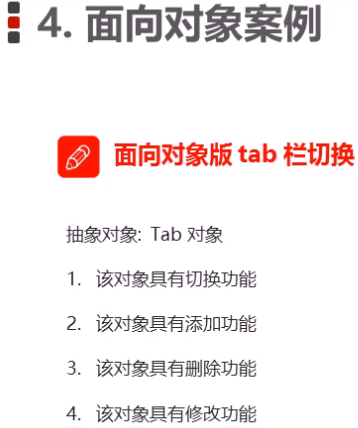 4. 面向对象案例
面向对象版 tab 栏切换
抽象对象: Tab 对象
1. 该对象具有切换功能
2. 该对象具有添加功能
3. 该对象具有删除功能
4. 该对象具有修改功能